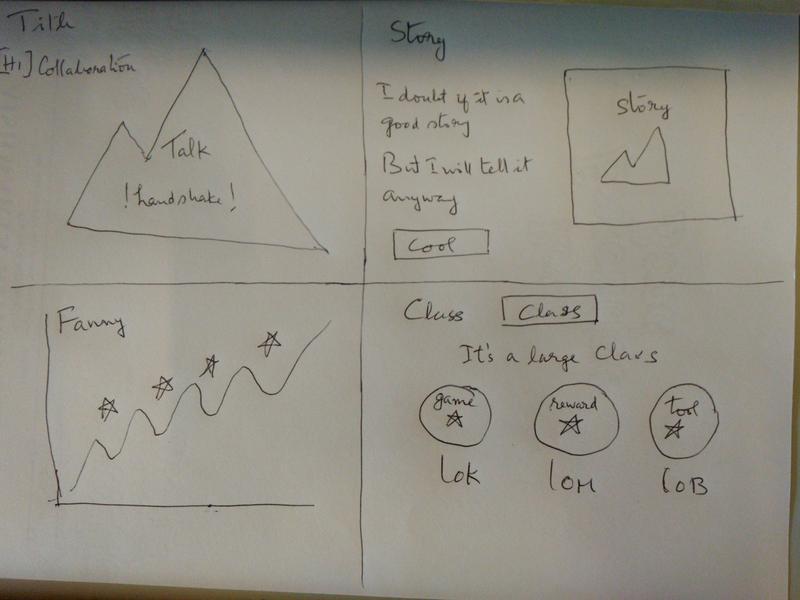 Title
[H1] Collaboration
Talk
! handshake !
Story
I doubt if it is a
good story
But I will tell it
anyway
Cool
Story
Fanny
Class
Class
It's a large Class
game
reward
tool
10K
10M
10B